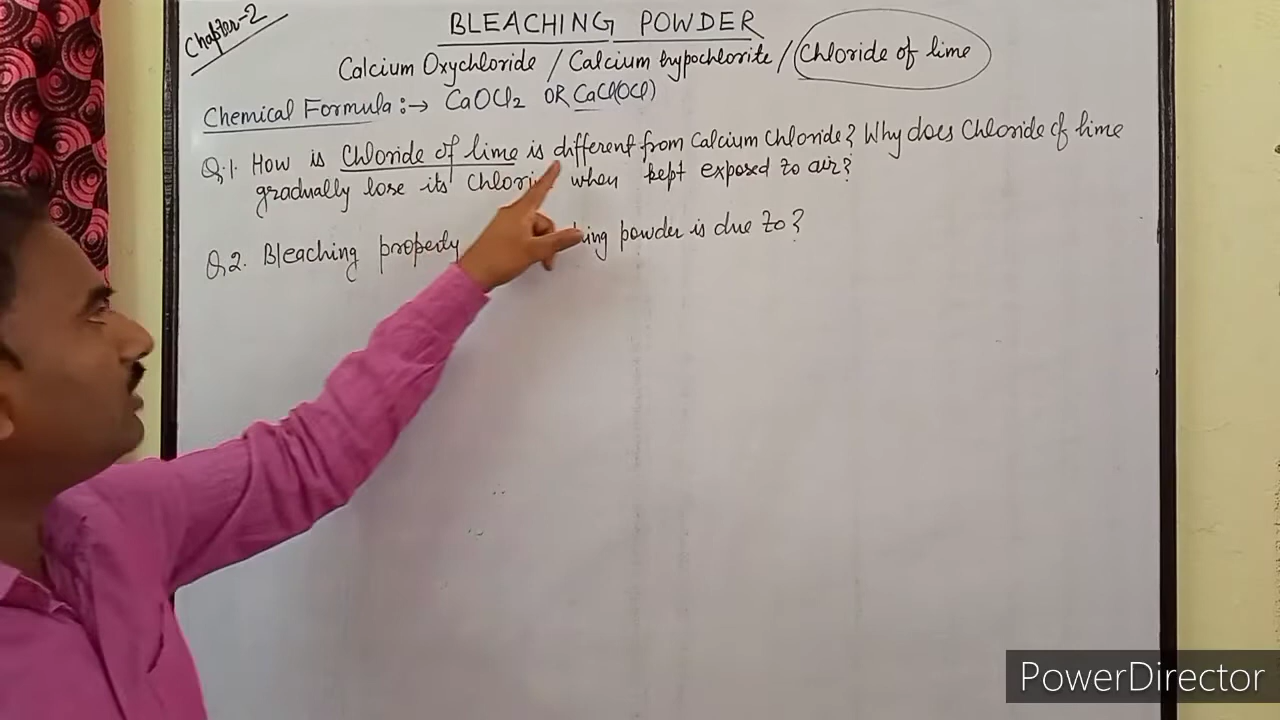 Chapter-2
BLEACHING POWDER
Calcium Oxychloride / Calcium hypochlorite / Chloride of lime
Chemical Formula :→ CaOCl2 OR CaCl(OCl)
Q.1. How is Chloride of lime is different from Calcium Chloride? Why does Chloride of lime
gradually lose its when kept exposed to air?
Q.2. Bleaching property powder is due to?
PowerDirector